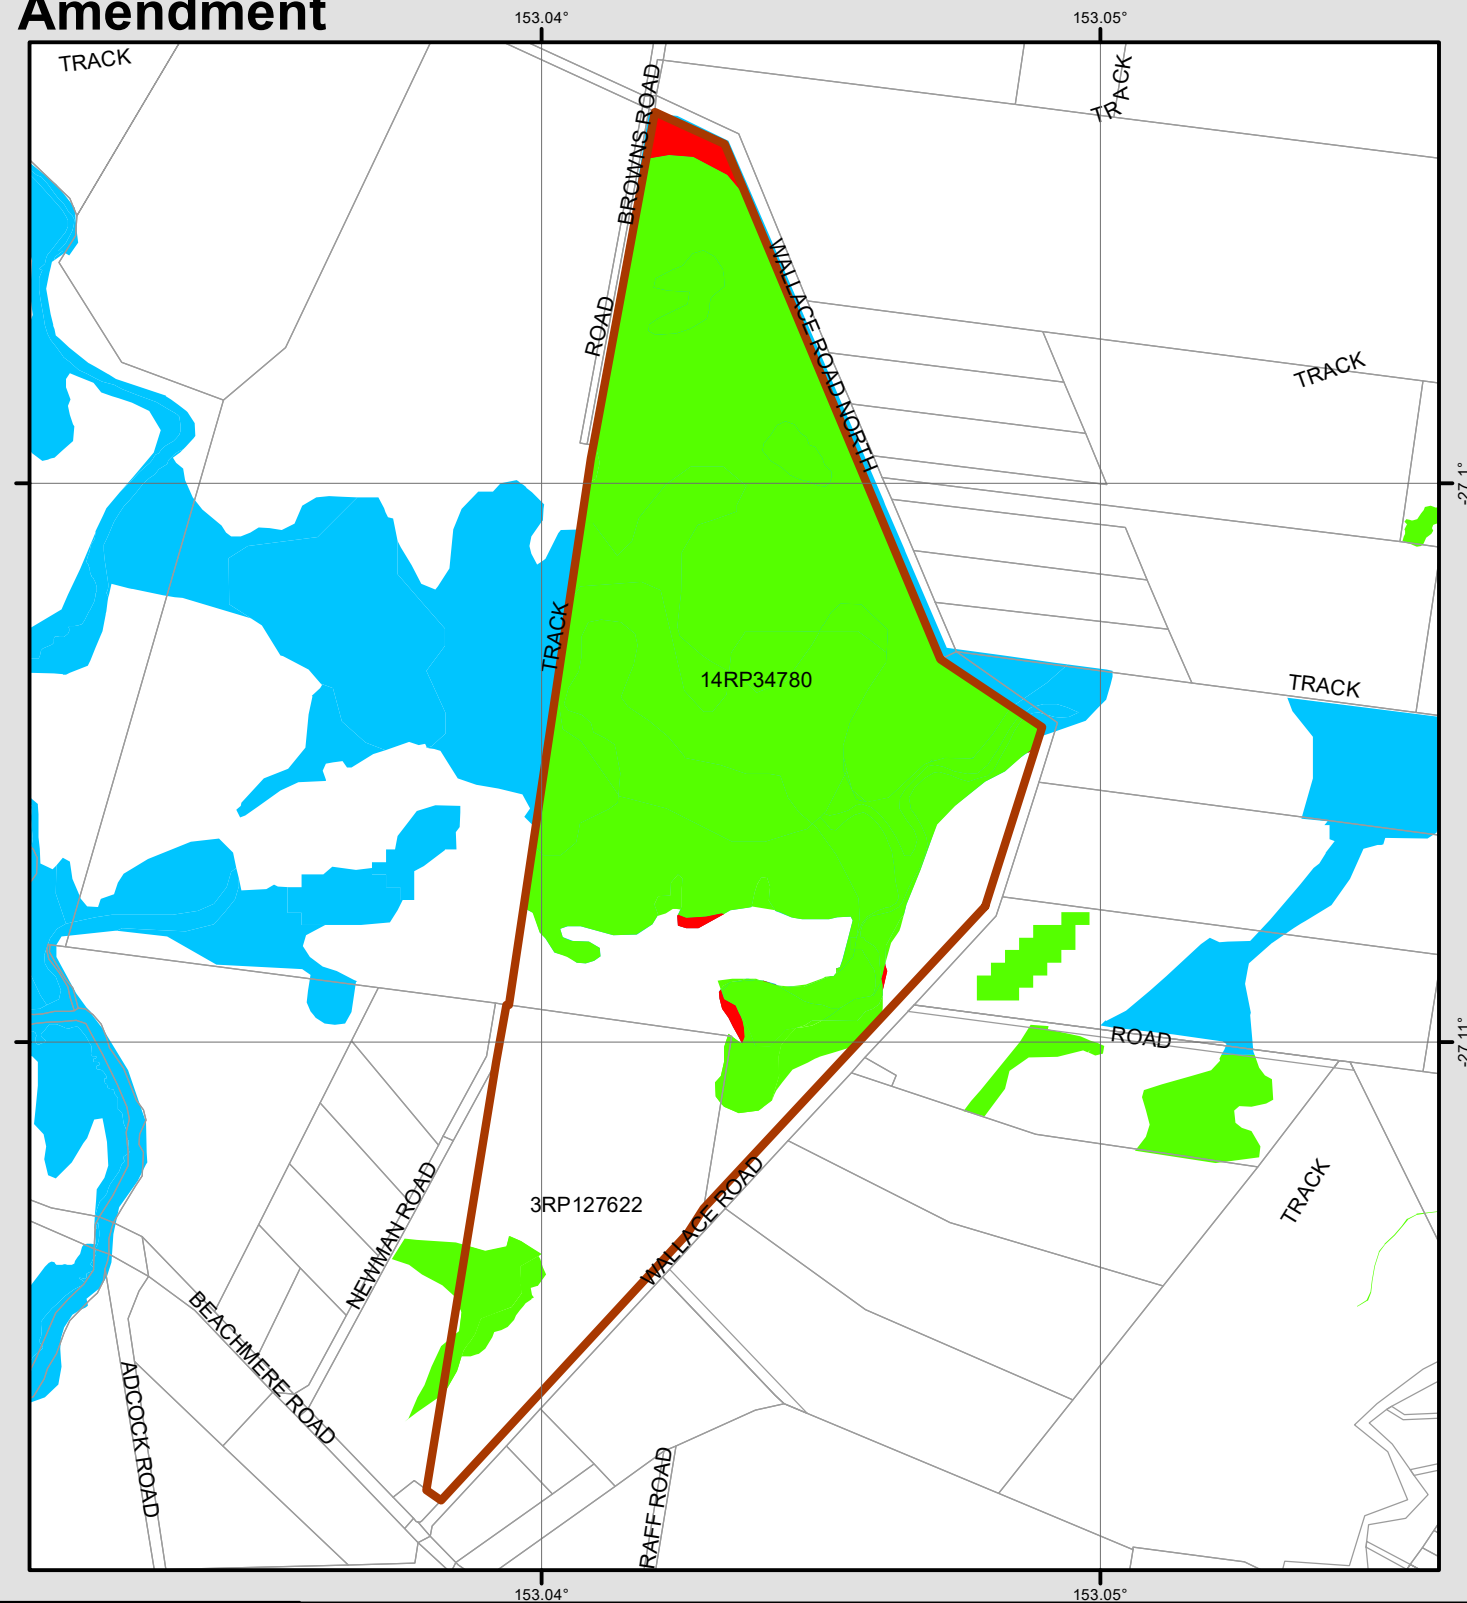 Amendment
153.04°
153.05°
TRACK
TRACK
BROWNS ROAD
ROAD
WALLACE ROAD NORTH
TRACK
-27.1°
TRACK
14RP34780
TRACK
ROAD
-27.11°
TRACK
3RP127622
NEWMAN ROAD
WALLACE ROAD
BEACHMERE ROAD
ADCOCK ROAD
RAFF ROAD
153.04°
153.05°